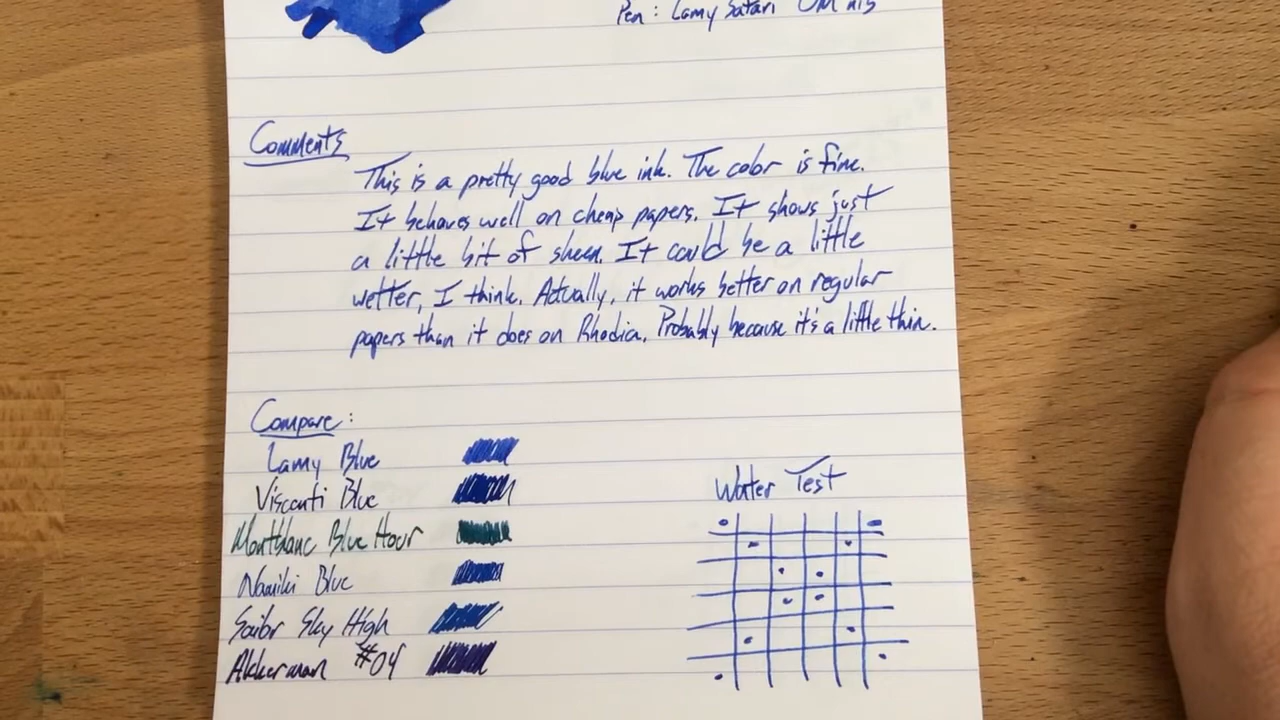 Pen: Lamy Safari OM nib
Comments
This is a pretty good blue ink. The color is fine.
It behaves well on cheap papers. It shows just
a little bit of sheen. It could be a little
wetter, I think. Actually, it works better on regular
papers than it does on Rhodia. Probably because it's a little thin.
Compare:
Lamy Blue
Visconti Blue
Montblanc Blue Hour
Namiki Blue
Sailor Sky High
Akkerman #04
Water Test